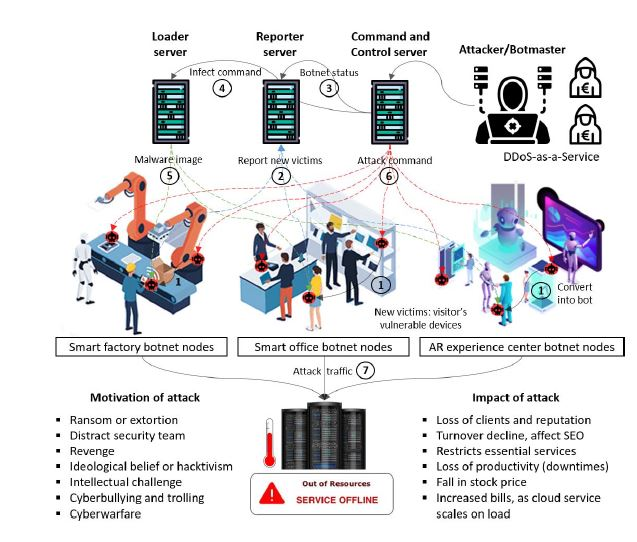 Loader
server
Reporter
server
Command and
Control server
Attacker/Botmaster
Infect command
4
Botnet status
3
€
€
DDoS-as-a-Service
Malware image
5
Report new victims
2
Attack command
6
1
1
1
Convert
into bot
New victims: visitor's
vulnerable devices
Smart factory botnet nodes
Smart office botnet nodes
AR experience center botnet nodes
Attack traffic 7
Motivation of attack
▪ Ransom or extortion
▪ Distract security team
▪ Revenge
▪ Ideological belief or hacktivism
▪ Intellectual challenge
▪ Cyberbullying and trolling
▪ Cyberwarfare
Out of Resources
SERVICE OFFLINE
Impact of attack
▪ Loss of clients and reputation
▪ Turnover decline, affect SEO
▪ Restricts essential services
▪ Loss of productivity (downtimes)
▪ Fall in stock price
▪ Increased bills, as cloud service
scales on load